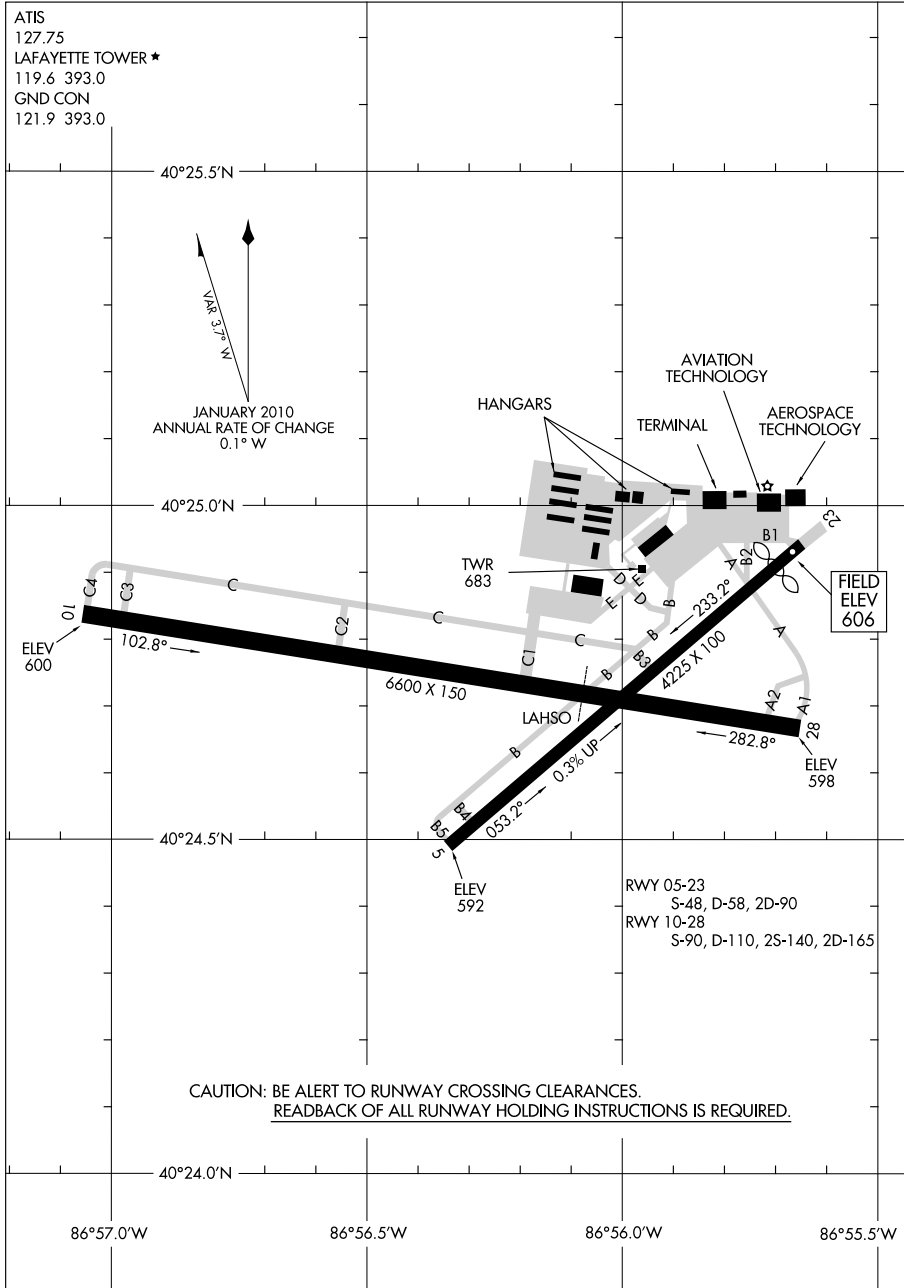 ATIS
127.75
LAFAYETTE TOWER ★
119.6 393.0
GND CON
121.9 393.0
40°25.5'N
VAR 3.7° W
JANUARY 2010
ANNUAL RATE OF CHANGE
0.1° W
AVIATION
TECHNOLOGY
HANGARS
TERMINAL
AEROSPACE
TECHNOLOGY
40°25.0'N
23
B1
TWR
683
A
B2
FIELD
ELEV
606
C4
C3
C
D
E
E
D
B
233.2°
10
C2
C
C
B
A
ELEV
600
102.8°
C1
B3
4225 X 100
6600 X 150
B
A2
A1
LAHSO
28
282.8°
B
0.3% UP
ELEV
598
053.2°
B4
B5
40°24.5'N
5
ELEV
592
RWY 05-23
S-48, D-58, 2D-90
RWY 10-28
S-90, D-110, 2S-140, 2D-165
CAUTION: BE ALERT TO RUNWAY CROSSING CLEARANCES.
READBACK OF ALL RUNWAY HOLDING INSTRUCTIONS IS REQUIRED.
40°24.0'N
86°57.0'W
86°56.5'W
86°56.0'W
86°55.5'W